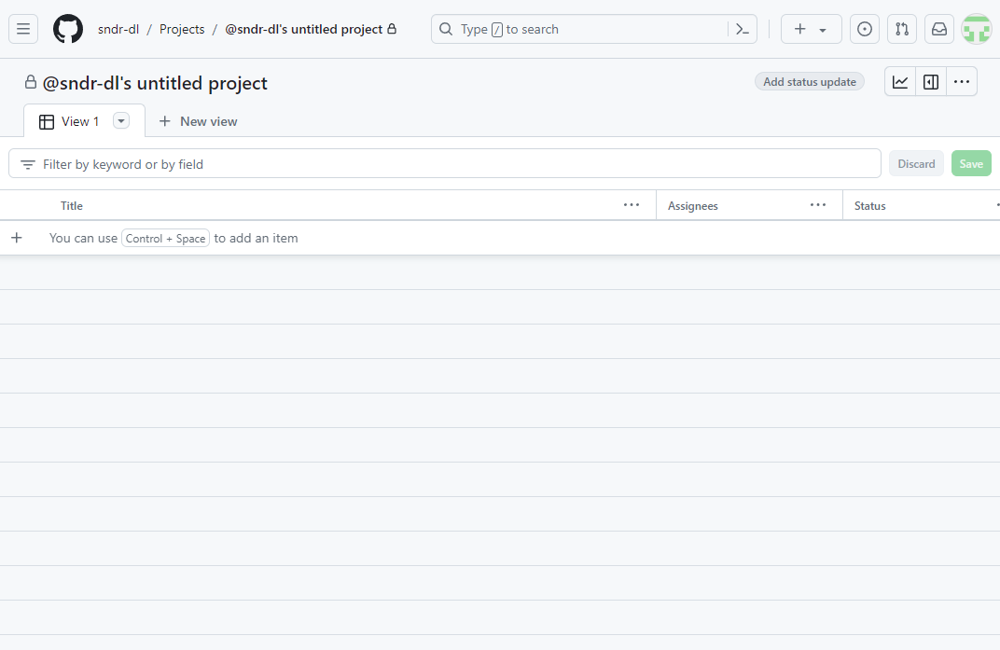 sndr-dl / Projects / @sndr-dl's untitled project
Type / to search
@sndr-dl's untitled project
Add status update
View 1
New view
Filter by keyword or by field
Discard
Save
Title
Assignees
Status
You can use Control + Space to add an item